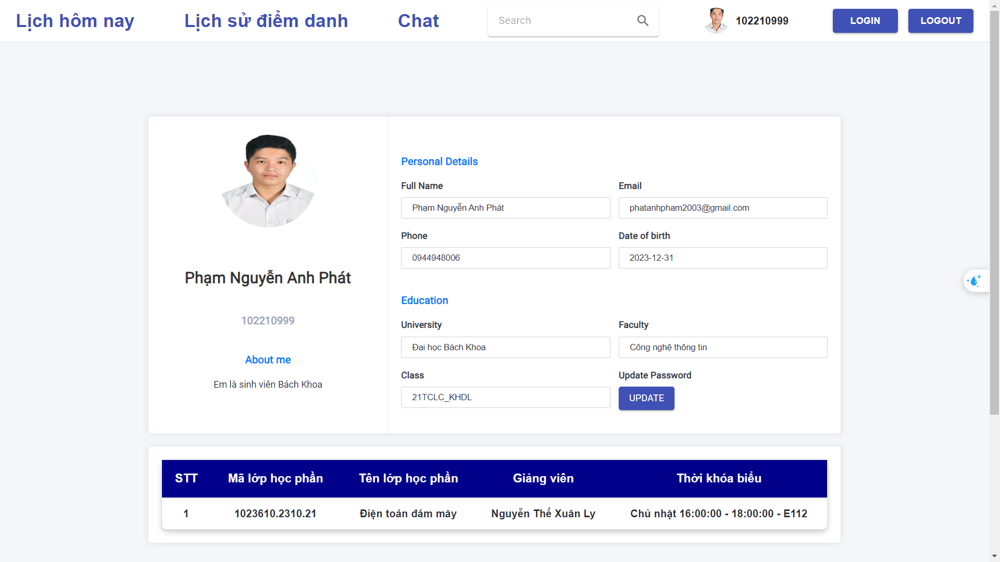 Lịch hôm nay
Lịch sử điểm danh
Chat
Search
102210999
LOGIN
LOGOUT
Phạm Nguyễn Anh Phát
102210999
About me
Em là sinh viên Bách Khoa
Personal Details
Full Name
Email
Phạm Nguyễn Anh Phát
phatanhpham2003@gmail.com
Phone
Date of birth
0944948006
2023-12-31
Education
University
Faculty
Đại học Bách Khoa
Công nghệ thông tin
Class
Update Password
21TCLC_KHDL
UPDATE
STT Mã lớp học phần Tên lớp học phần Giảng viên Thời khóa biểu
1 1023610.2310.21 Điện toán đám mây Nguyễn Thế Xuân Ly Chủ nhật 16:00:00 - 18:00:00 - E112